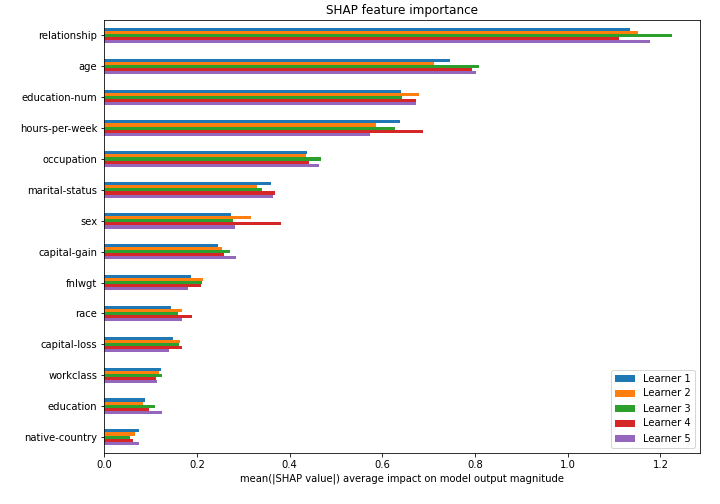 SHAP feature importance
relationship
age
education-num
hours-per-week
occupation
marital-status
sex
capital-gain
fnlwgt
race
capital-loss
workclass
education
native-country
Learner 1
Learner 2
Learner 3
Learner 4
Learner 5
0.0 0.2 0.4 0.6 0.8 1.0 1.2
mean(|SHAP value|) average impact on model output magnitude